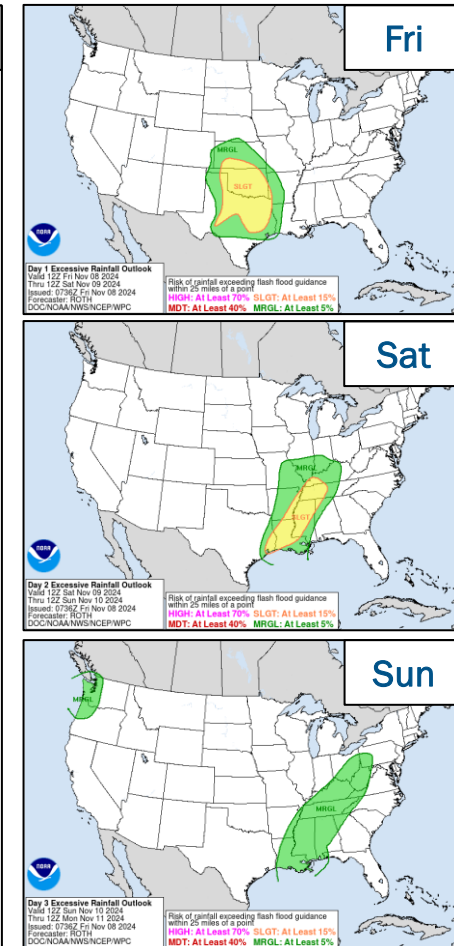 Fri
MRGL
SLGT
NOAA
Day 1 Excessive Rainfall Outlook
Valid 12Z Fri Nov 08 2024
Thru 12Z Sat Nov 09 2024
Issued: 0736Z Fri Nov 08 2024
Forecaster: ROTH
DOC/NOAA/NWS/NCEP/WPC
Risk of rainfall exceeding flash flood guidance
within 25 miles of a point
HIGH: At Least 70% SLGT: At Least 15%
MDT: At Least 40% MRGL: At Least 5%
Sat
MRGL
SLGT
NOAA
Day 2 Excessive Rainfall Outlook
Valid 12Z Sat Nov 09 2024
Thru 12Z Sun Nov 10 2024
Issued: 0736Z Fri Nov 08 2024
Forecaster: ROTH
DOC/NOAA/NWS/NCEP/WPC
Risk of rainfall exceeding flash flood guidance
within 25 miles of a point
HIGH: At Least 70% SLGT: At Least 15%
MDT: At Least 40% MRGL: At Least 5%
Sun
MRGL
MRGL
NOAA
Day 3 Excessive Rainfall Outlook
Valid 12Z Sun Nov 10 2024
Thru 12Z Mon Nov 11 2024
Issued: 0736Z Fri Nov 08 2024
Forecaster: ROTH
DOC/NOAA/NWS/NCEP/WPC
Risk of rainfall exceeding flash flood guidance
within 25 miles of a point
HIGH: At Least 70% SLGT: At Least 15%
MDT: At Least 40% MRGL: At Least 5%